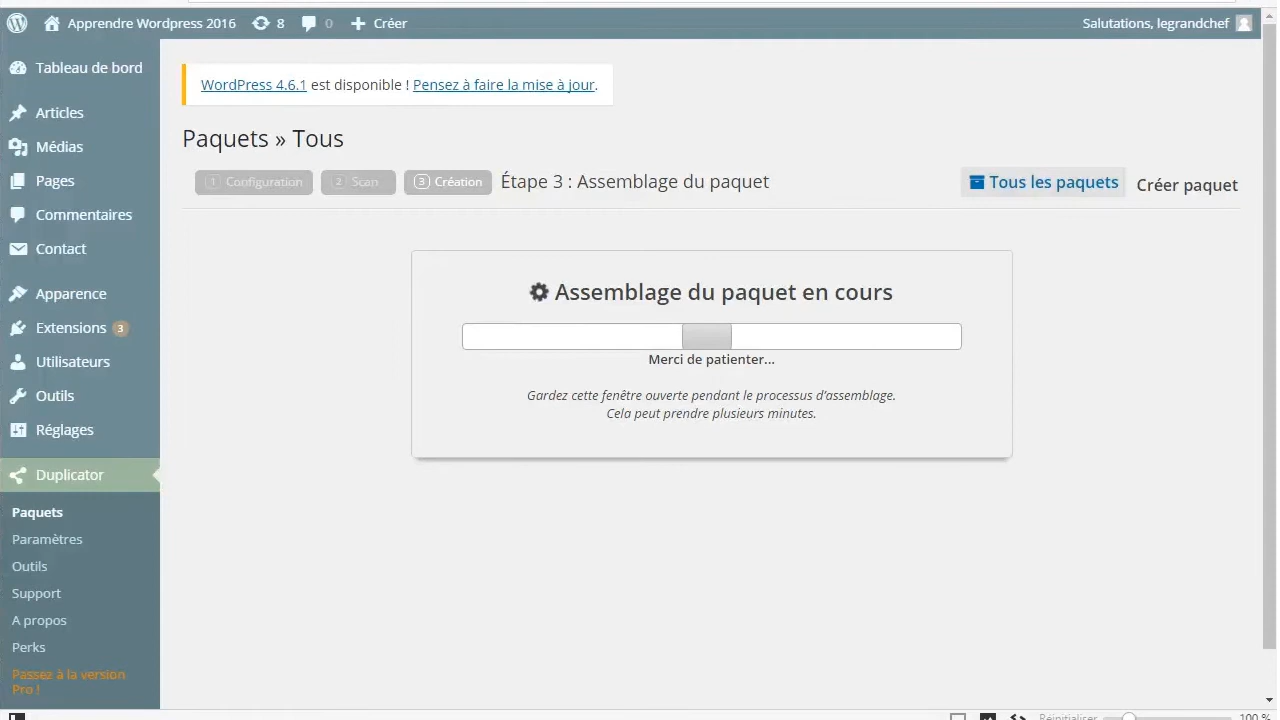 Apprendre Wordpress 2016 8 0 Créer Salutations, legrandchef
Tableau de bord
Articles
Médias
Pages
Commentaires
Contact
Apparence
Extensions 3
Utilisateurs
Outils
Réglages
Duplicator
Paquets
Paramètres
Outils
Support
A propos
Perks
Passez à la version
Pro !
WordPress 4.6.1 est disponible ! Pensez à faire la mise à jour.
Paquets » Tous
1 Configuration 2 Scan 3 Création Étape 3 : Assemblage du paquet Tous les paquets Créer paquet
Assemblage du paquet en cours
Merci de patienter...
Gardez cette fenêtre ouverte pendant le processus d'assemblage.
Cela peut prendre plusieurs minutes.
Réinitialiser 100 %